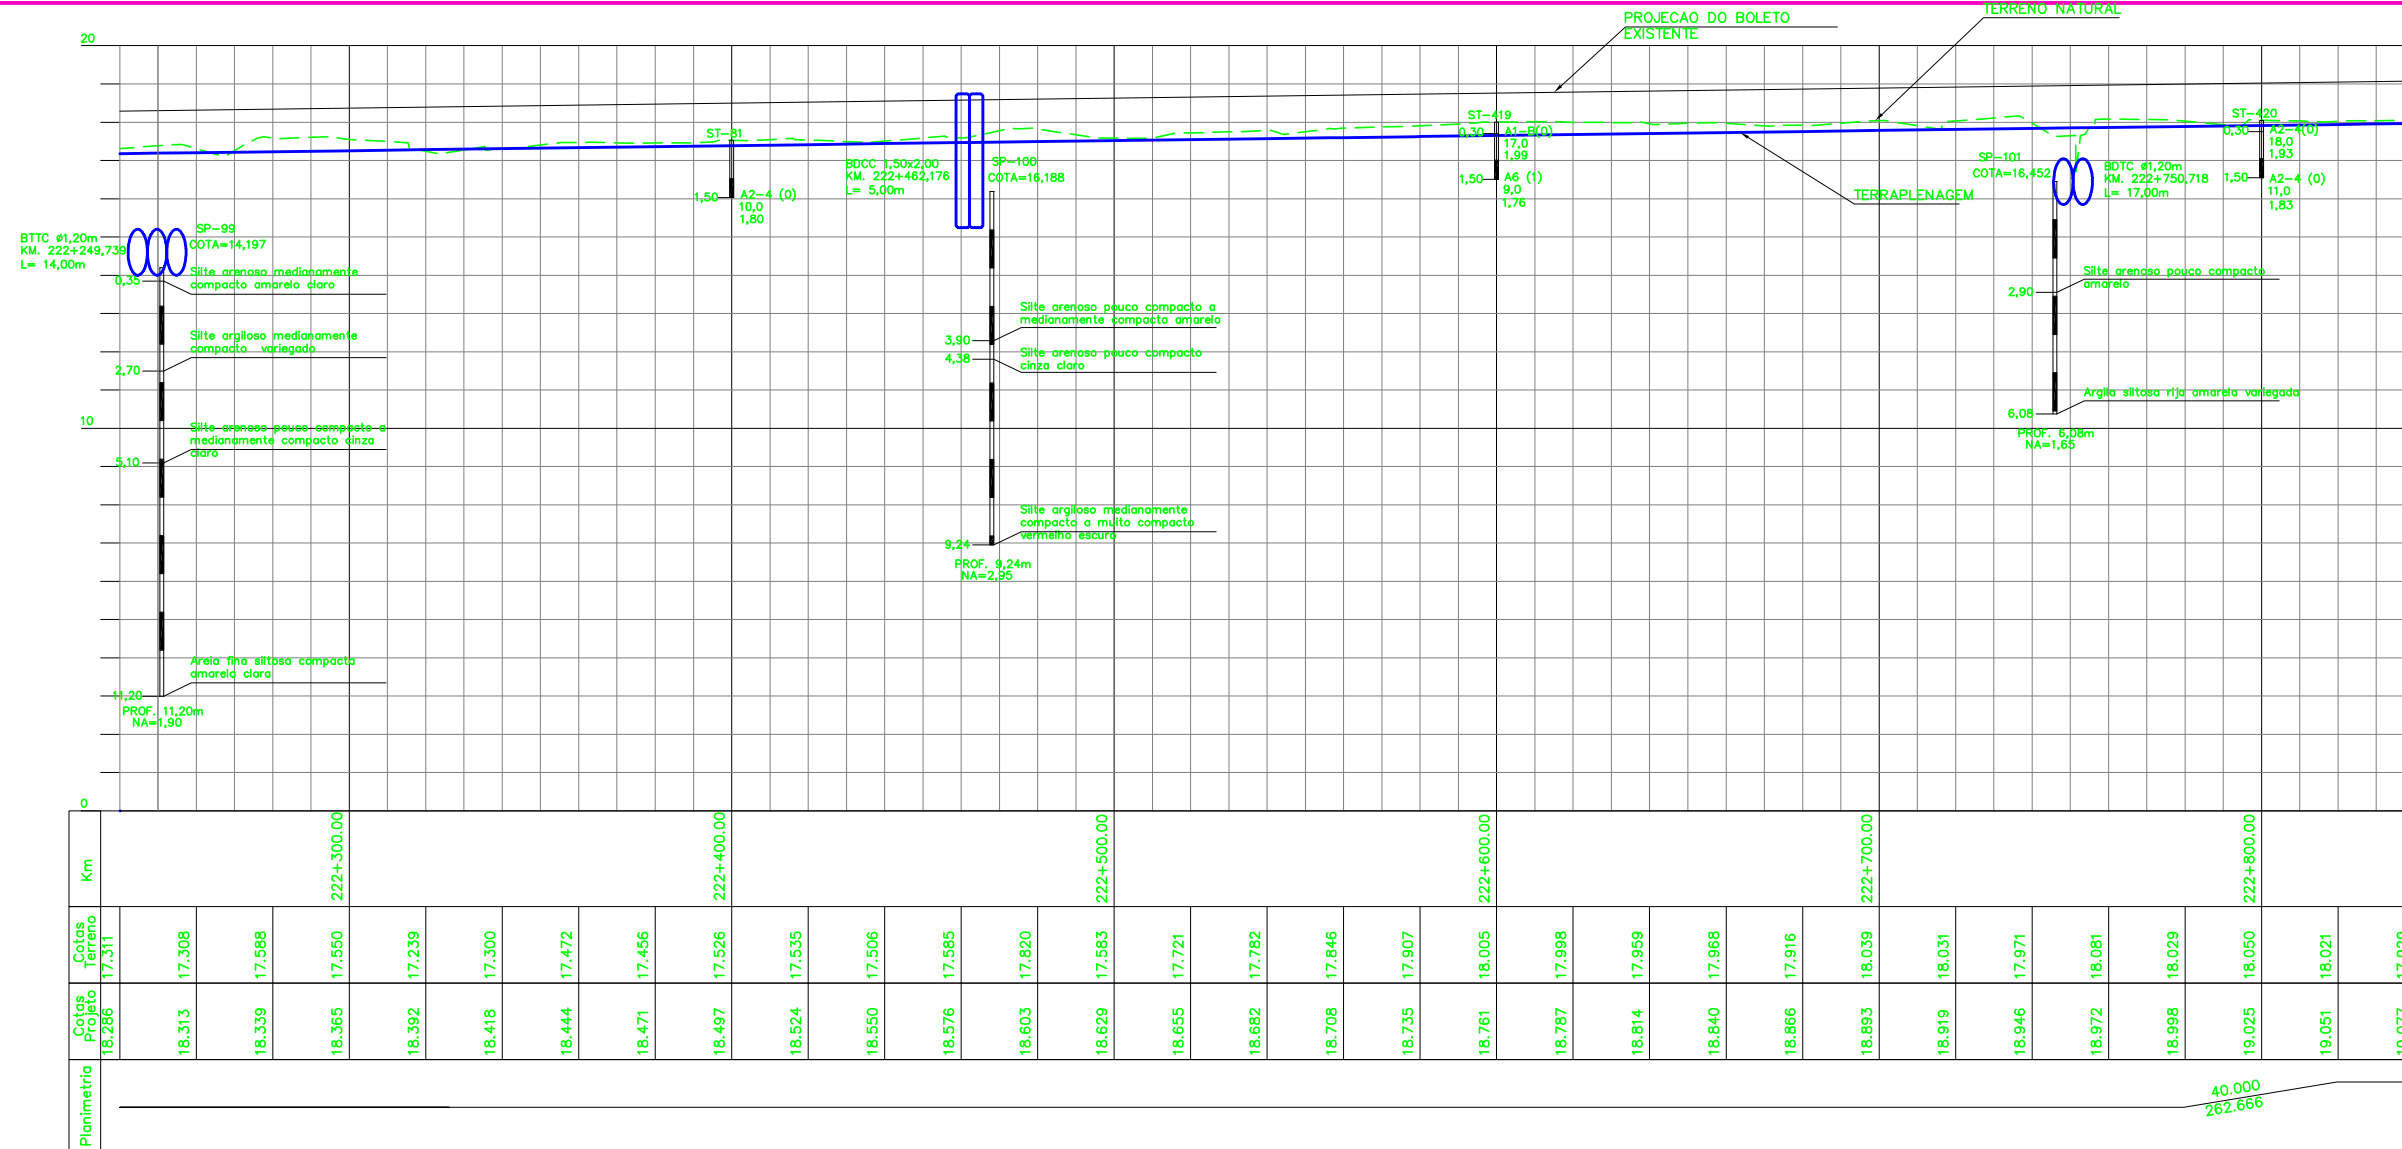 PROJECAO DO BOLETO
EXISTENTE
TERRENO NATURAL
20
ST-81
1,50
A2-4 (0)
10,0
1,80
BDCC 1,50x2,00
KM. 222+462,176
L= 5,00m
SP-100
COTA=16,188
ST-419
0,30
A1-B(0)
17,0
1,99
1,50
A6 (1)
9,0
1,76
TERRAPLENAGEM
SP-101
COTA=16,452
BDTC ø1,20m
KM. 222+750,718
L= 17,00m
ST-420
0,30
A2-4(0)
18,0
1,93
1,50
A2-4 (0)
11,0
1,83
BTTC ø1,20m
KM. 222+249,739
L= 14,00m
SP-99
COTA=14,197
0,35
Silte arenoso medianamente
compacto amarelo claro
Silte argiloso medianamente
compacto variegado
2,70
Silte arenoso pouco compacto a
medianamente compacto cinza
claro
5,10
Areia fina siltosa compacta
amarela clara
11,20
PROF. 11,20m
NA=1,90
Silte arenoso pouco compacto a
medianamente compacto amarelo
3,90
4,38
Silte arenoso pouco compacto
cinza claro
Silte argiloso medianamente
compacto a muito compacto
vermelho escuro
9,24
PROF. 9,24m
NA=2,95
Silte arenoso pouco compacto
amarelo
2,90
Argila siltosa rija amarela variegada
6,08
PROF. 6,08m
NA=1,65
10
0
Km
222+300.00
222+400.00
222+500.00
222+600.00
222+700.00
222+800.00
Cotas
Terreno
17.311
17.308
17.588
17.550
17.239
17.300
17.472
17.456
17.526
17.535
17.506
17.585
17.820
17.583
17.721
17.782
17.846
17.907
18.005
17.998
17.959
17.968
17.916
18.039
18.031
17.971
18.081
18.029
18.050
18.021
Cotas
Projeto
18.286
18.313
18.339
18.365
18.392
18.418
18.444
18.471
18.497
18.524
18.550
18.576
18.603
18.629
18.655
18.682
18.708
18.735
18.761
18.787
18.814
18.840
18.866
18.893
18.919
18.946
18.972
18.998
19.025
19.051
Planimetria
40.000
262.666